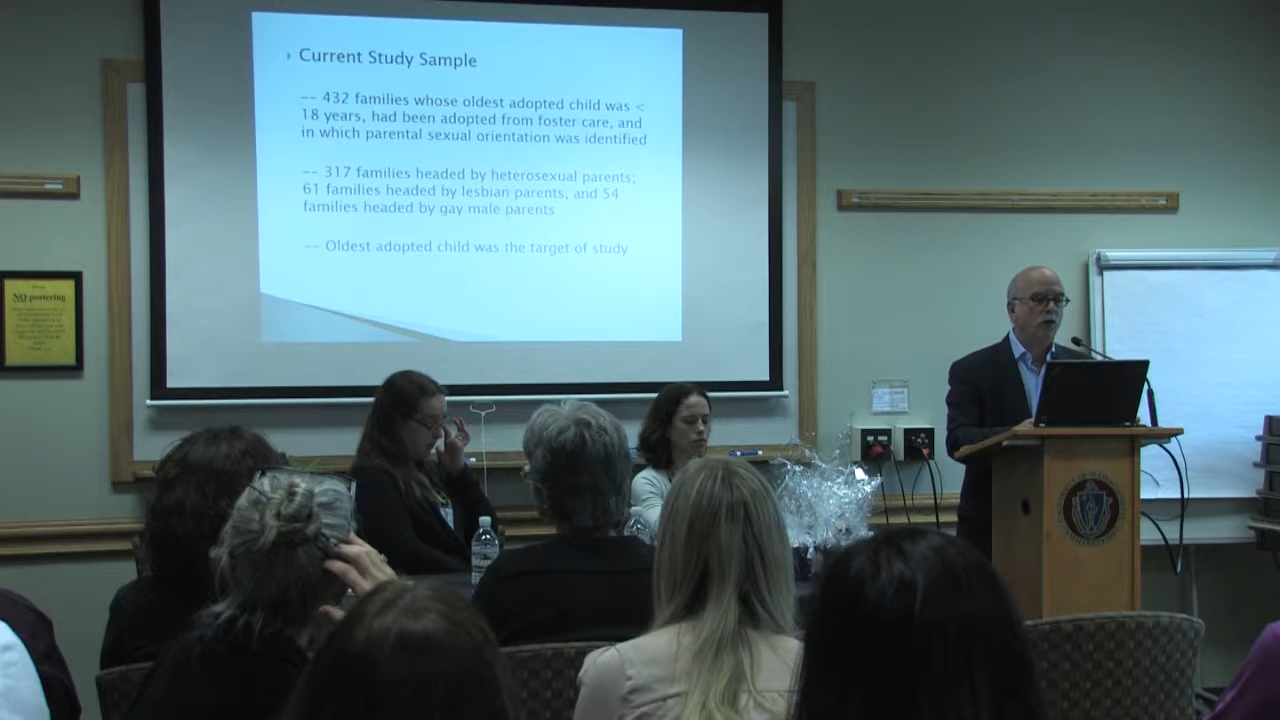 Current Study Sample
-- 432 families whose oldest adopted child was <
18 years, had been adopted from foster care, and
in which parental sexual orientation was identified
-- 317 families headed by heterosexual parents;
61 families headed by lesbian parents, and 54
families headed by gay male parents
-- Oldest adopted child was the target of study
NO postering